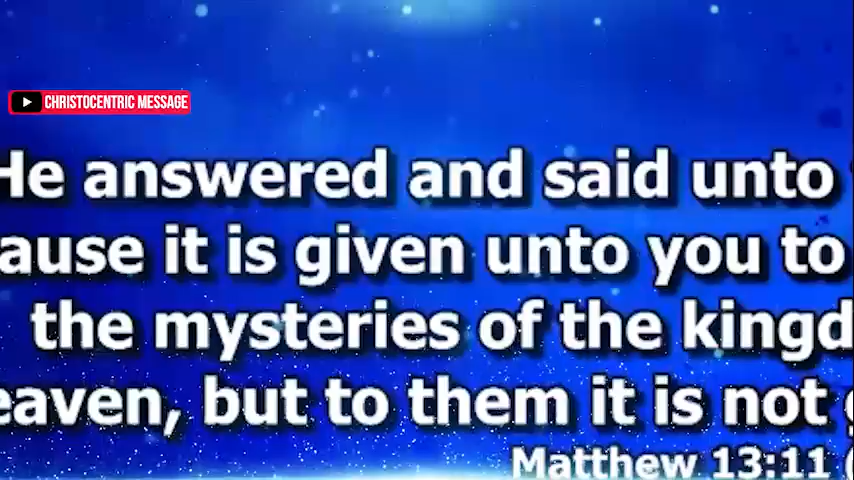 CHRISTOCENTRIC MESSAGE
He answered and said unto
ause it is given unto you to
the mysteries of the kingd
eaven, but to them it is not
Matthew 13:11 (